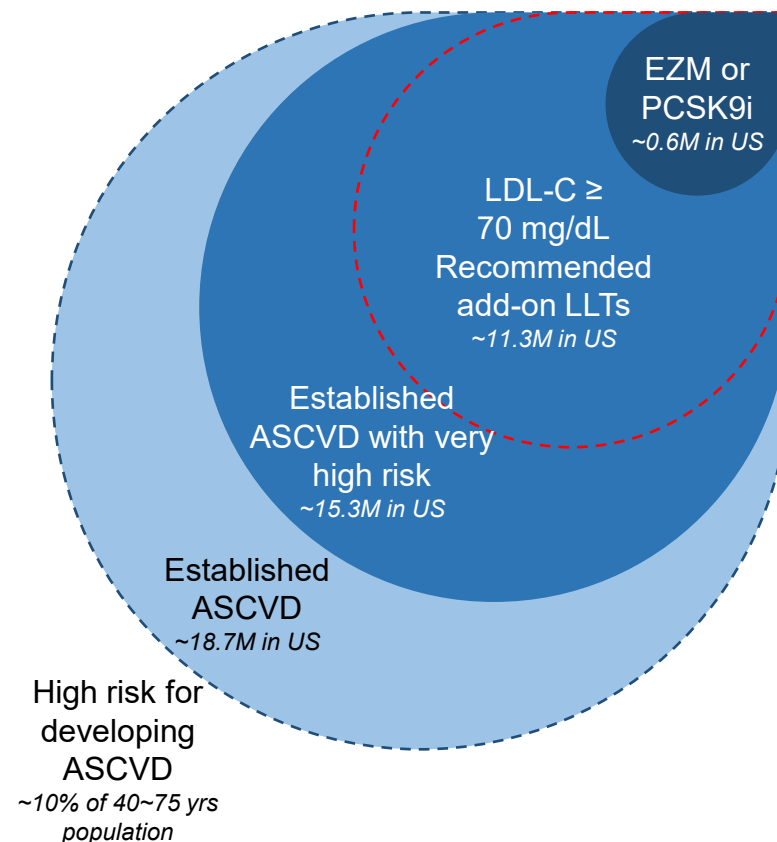 EZM or
PCSK9i
~0.6M in US
LDL-C ≥
70 mg/dL
Recommended
add-on LLTs
~11.3M in US
Established
ASCVD with very
high risk
~15.3M in US
Established
ASCVD
~18.7M in US
High risk for
developing
ASCVD
~10% of 40~75 yrs
population